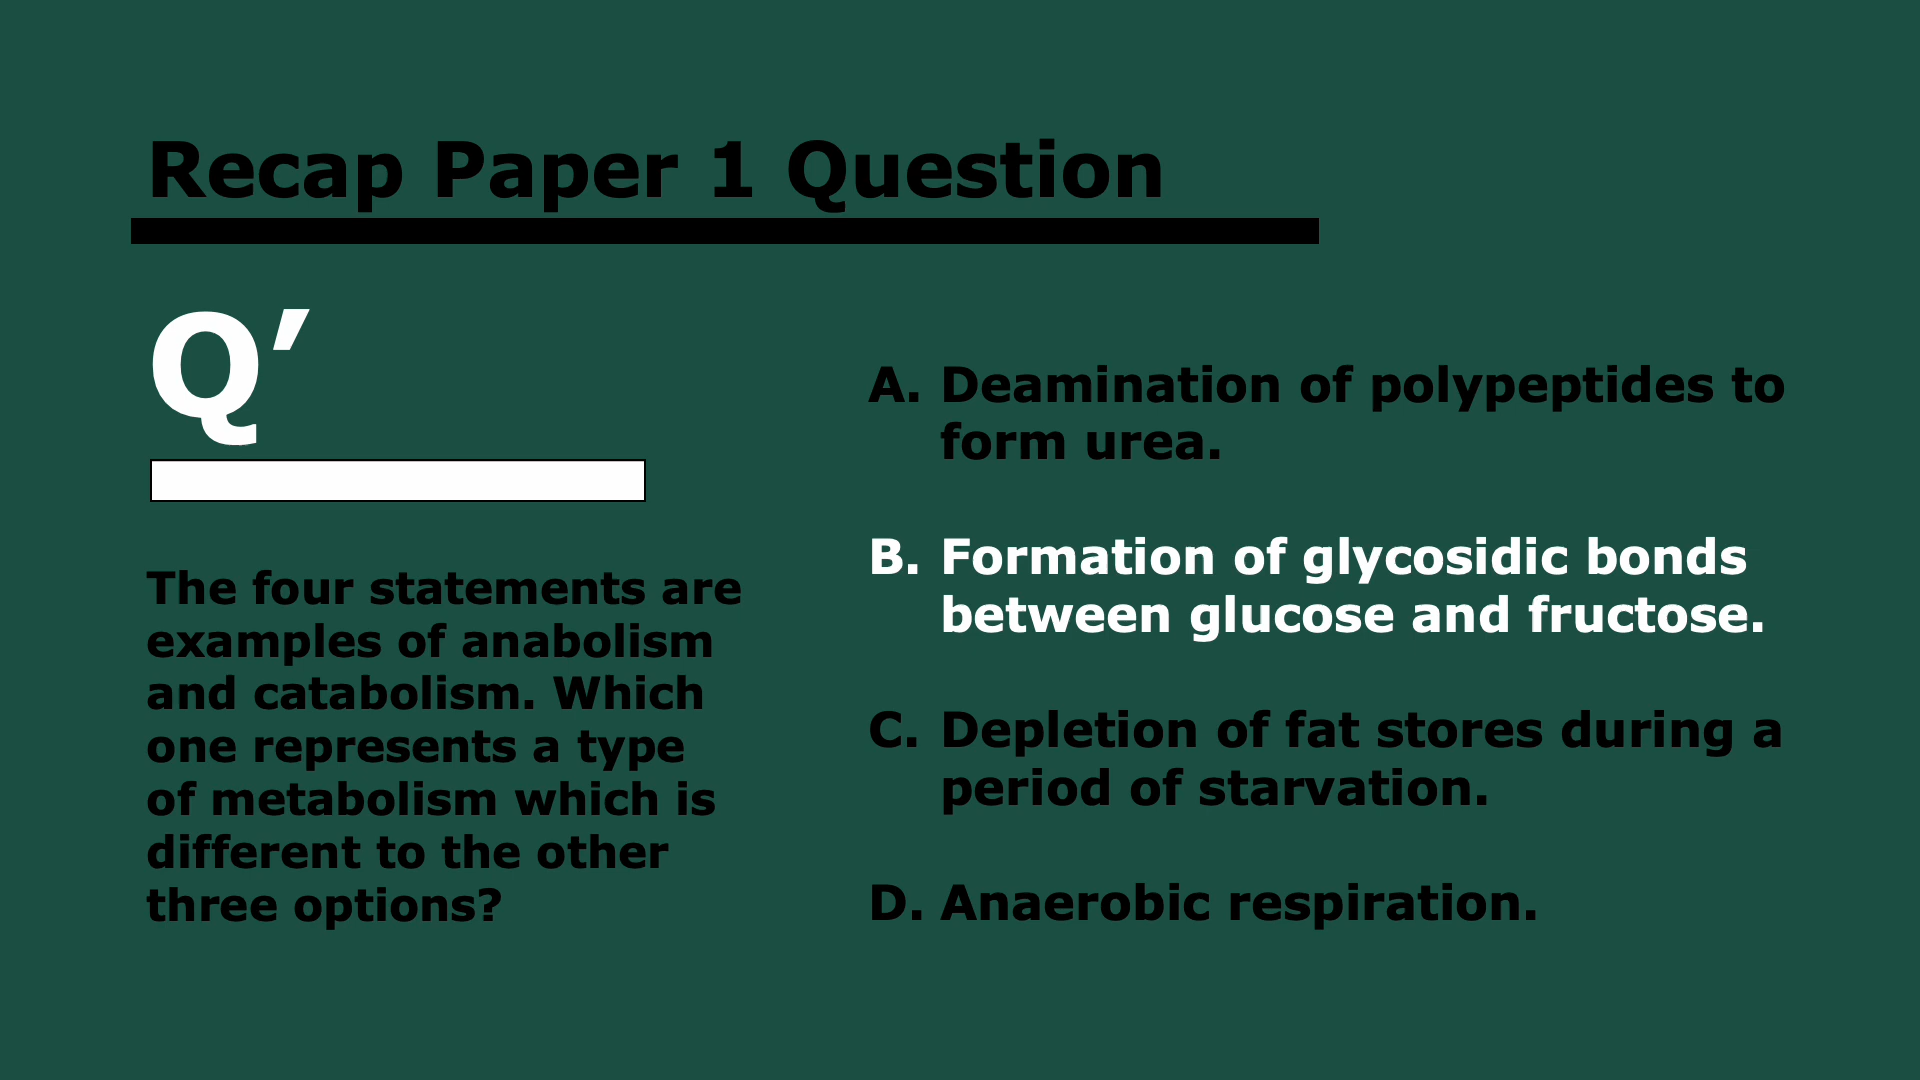 Recap Paper 1 Question
Q’
The four statements are
examples of anabolism
and catabolism. Which
one represents a type
of metabolism which is
different to the other
three options?
A. Deamination of polypeptides to
form urea.
B. Formation of glycosidic bonds
between glucose and fructose.
C. Depletion of fat stores during a
period of starvation.
D. Anaerobic respiration.